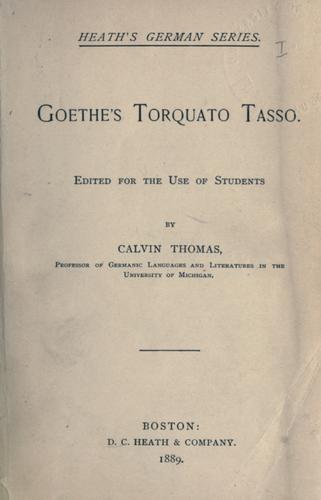 HEATH'S GERMAN SERIES.
GOETHE'S TORQUATO TASSO.
EDITED FOR THE USE OF STUDENTS
BY
CALVIN THOMAS,
PROFESSOR OF GERMANIC LANGUAGES AND LITERATURES IN THE
UNIVERSITY OF MICHIGAN.
BOSTON:
D. C. HEATH & COMPANY.
1889.